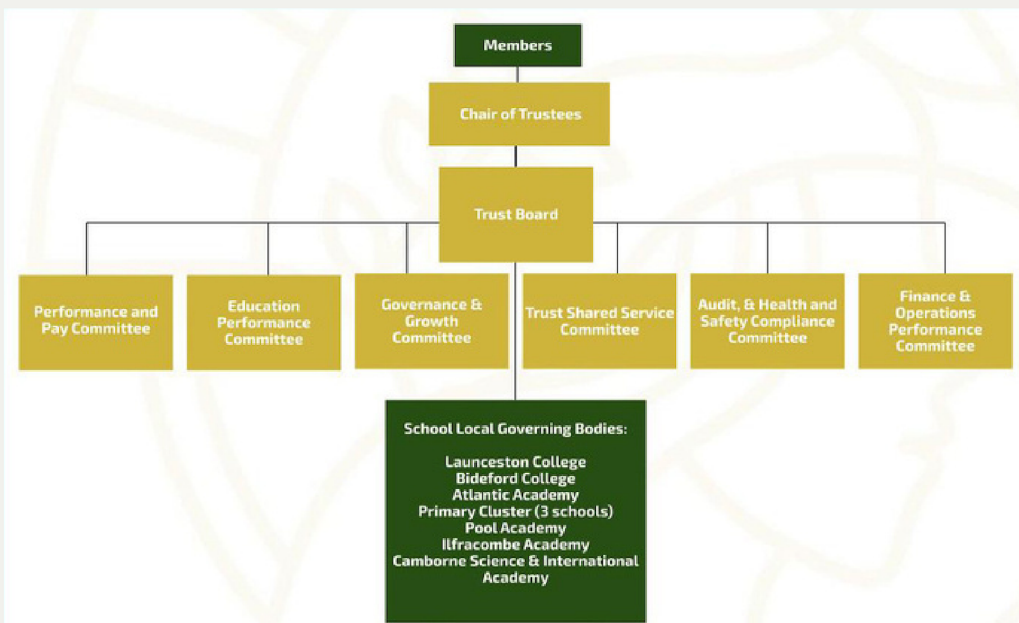 Members
Chair of Trustees
Trust Board
Performance and
Pay Committee
Education
Performance
Committee
Governance &
Growth
Committee
Trust Shared Service
Committee
Audit, & Health and
Safety Compliance
Committee
Finance &
Operations
Performance
Committee
School Local Governing Bodies:
Launceston College
Bideford College
Atlantic Academy
Primary Cluster (3 schools)
Pool Academy
Ilfracombe Academy
Camborne Science & International
Academy